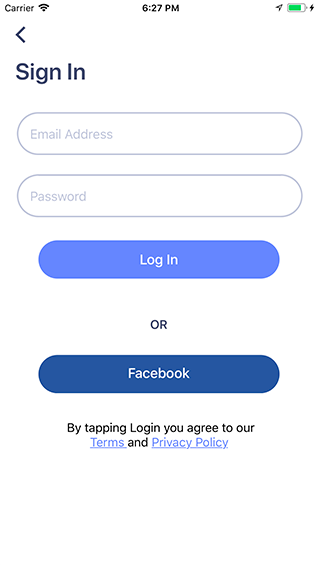 Carrier 6:27 PM
Sign In
Email Address
Password
Log In
OR
Facebook
By tapping Login you agree to our
Terms and Privacy Policy